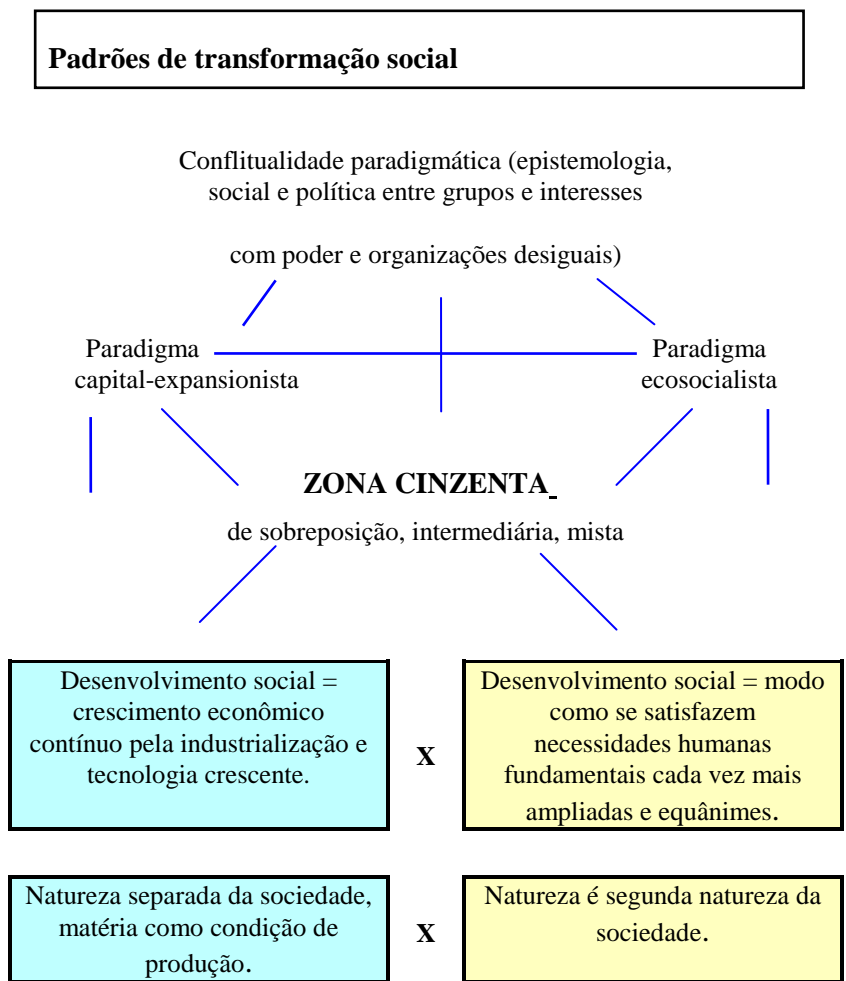 Padrões de transformação social
Conflitualidade paradigmática (epistemologia,
social e política entre grupos e interesses
com poder e organizações desiguais)
Paradigma
capital-expansionista
Paradigma
ecosocialista
ZONA CINZENTA
de sobreposição, intermediária, mista
Desenvolvimento social =
crescimento econômico
contínuo pela industrialização e
tecnologia crescente.
X
Desenvolvimento social = modo
como se satisfazem
necessidades humanas
fundamentais cada vez mais
ampliadas e equânimes.
Natureza separada da sociedade,
matéria como condição de
produção.
X
Natureza é segunda natureza da
sociedade.